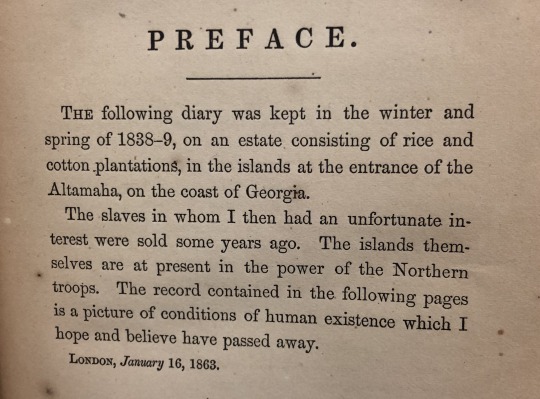 PREFACE.
THE following diary was kept in the winter and
spring of 1838–9, on an estate consisting of rice and
cotton plantations, in the islands at the entrance of the
Altamaha, on the coast of Georgia.
The slaves in whom I then had an unfortunate in-
terest were sold some years ago. The islands them-
selves are at present in the power of the Northern
troops. The record contained in the following pages
is a picture of conditions of human existence which I
hope and believe have passed away.
LONDON, January 16, 1863.